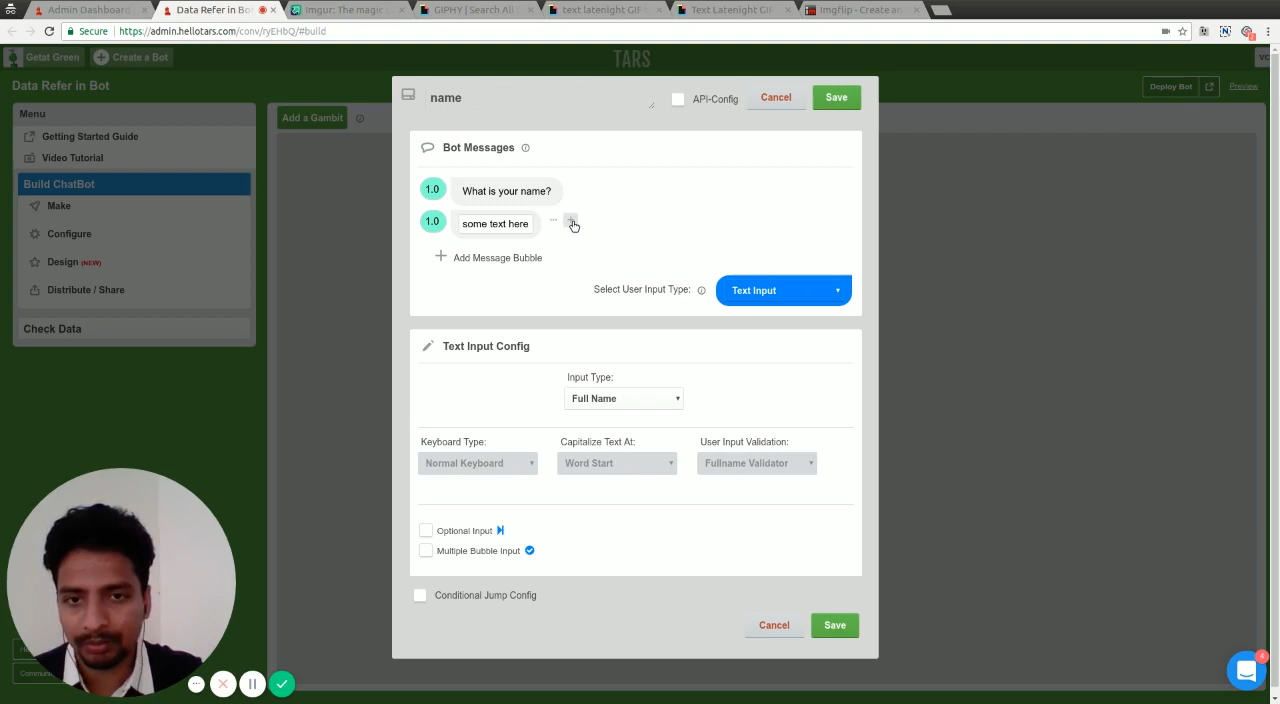 Admin Dashboard
Data Refer in Bot
Imgur: The magic
GIPHY | Search All
text latenight GIF
Text Latenight GIF
Imgflip - Create an
Secure
https://admin.hellotars.com/conv/ryEHbQ/#build
Getat Green
Create a Bot
TARS
VC
Data Refer in Bot
Deploy Bot
Preview
Menu
Getting Started Guide
Video Tutorial
Build ChatBot
Make
Configure
Design (NEW)
Distribute / Share
Check Data
Add a Gambit
name
API-Config
Cancel
Save
Bot Messages
1.0
What is your name?
1.0
some text here
Add Message Bubble
Select User Input Type:
Text Input
Text Input Config
Input Type:
Full Name
Keyboard Type:
Capitalize Text At:
User Input Validation:
Normal Keyboard
Word Start
Fullname Validator
Optional Input
Multiple Bubble Input
Conditional Jump Config
Cancel
Save
4